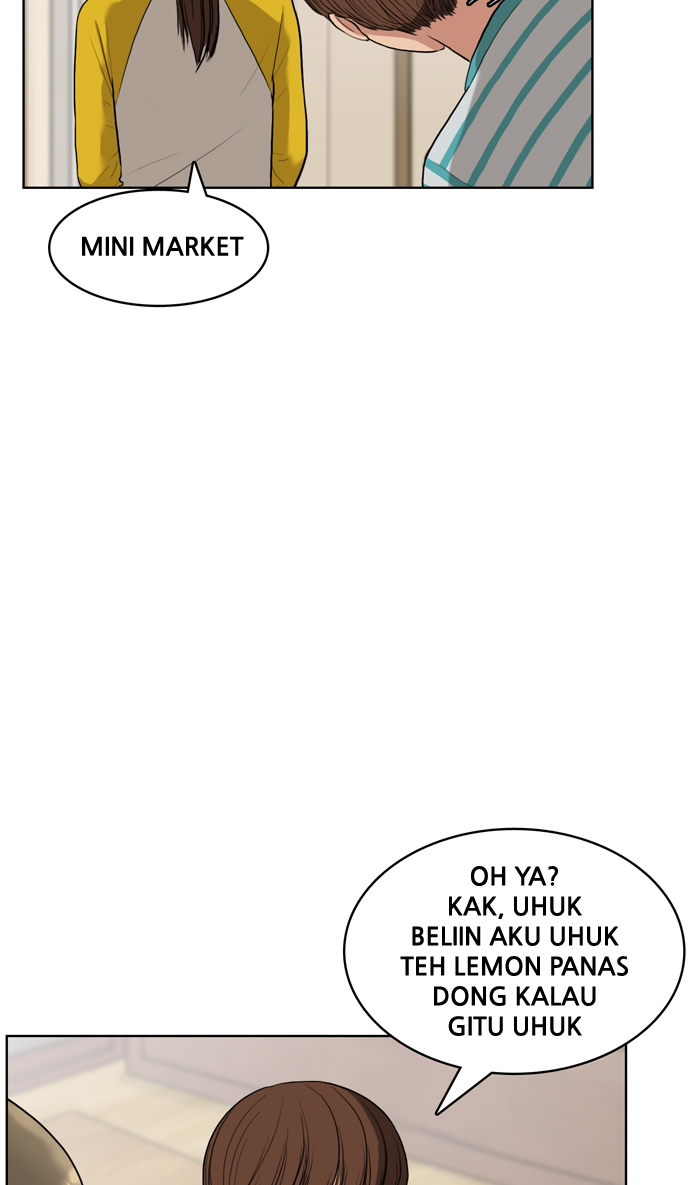 MINI MARKET
OH YA?
KAK, UHUK
BELIIN AKU UHUK
TEH LEMON PANAS
DONG KALAU
GITU UHUK